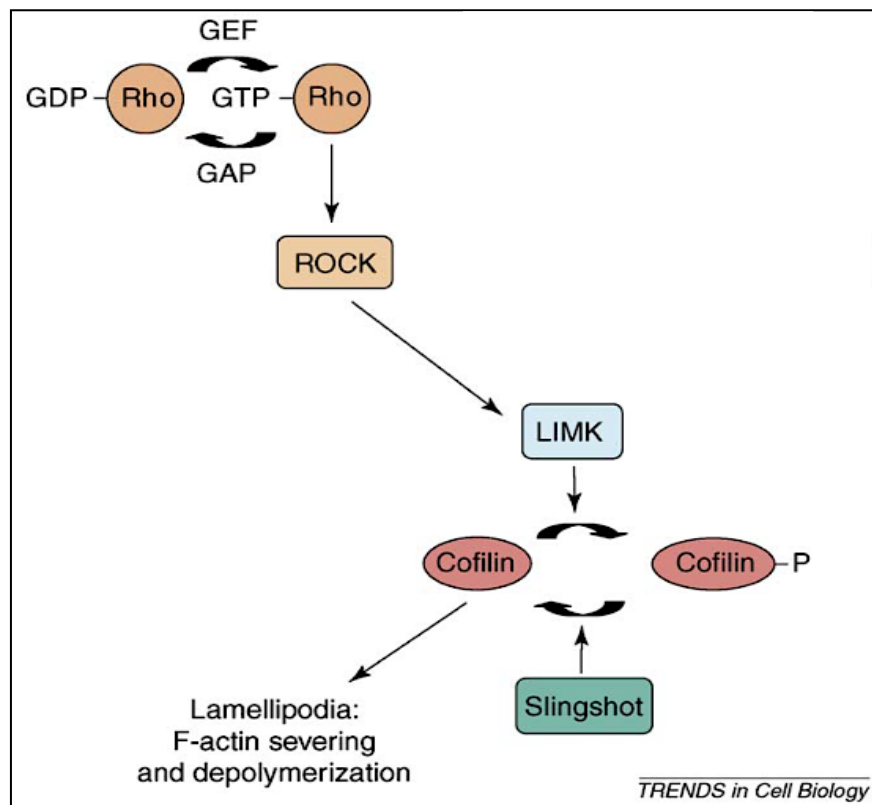 GEF
GDP Rho GTP Rho
GAP
ROCK
LIMK
Cofilin Cofilin P
Slingshot
Lamellipodia:
F-actin severing
and depolymerization
TRENDS in Cell Biology